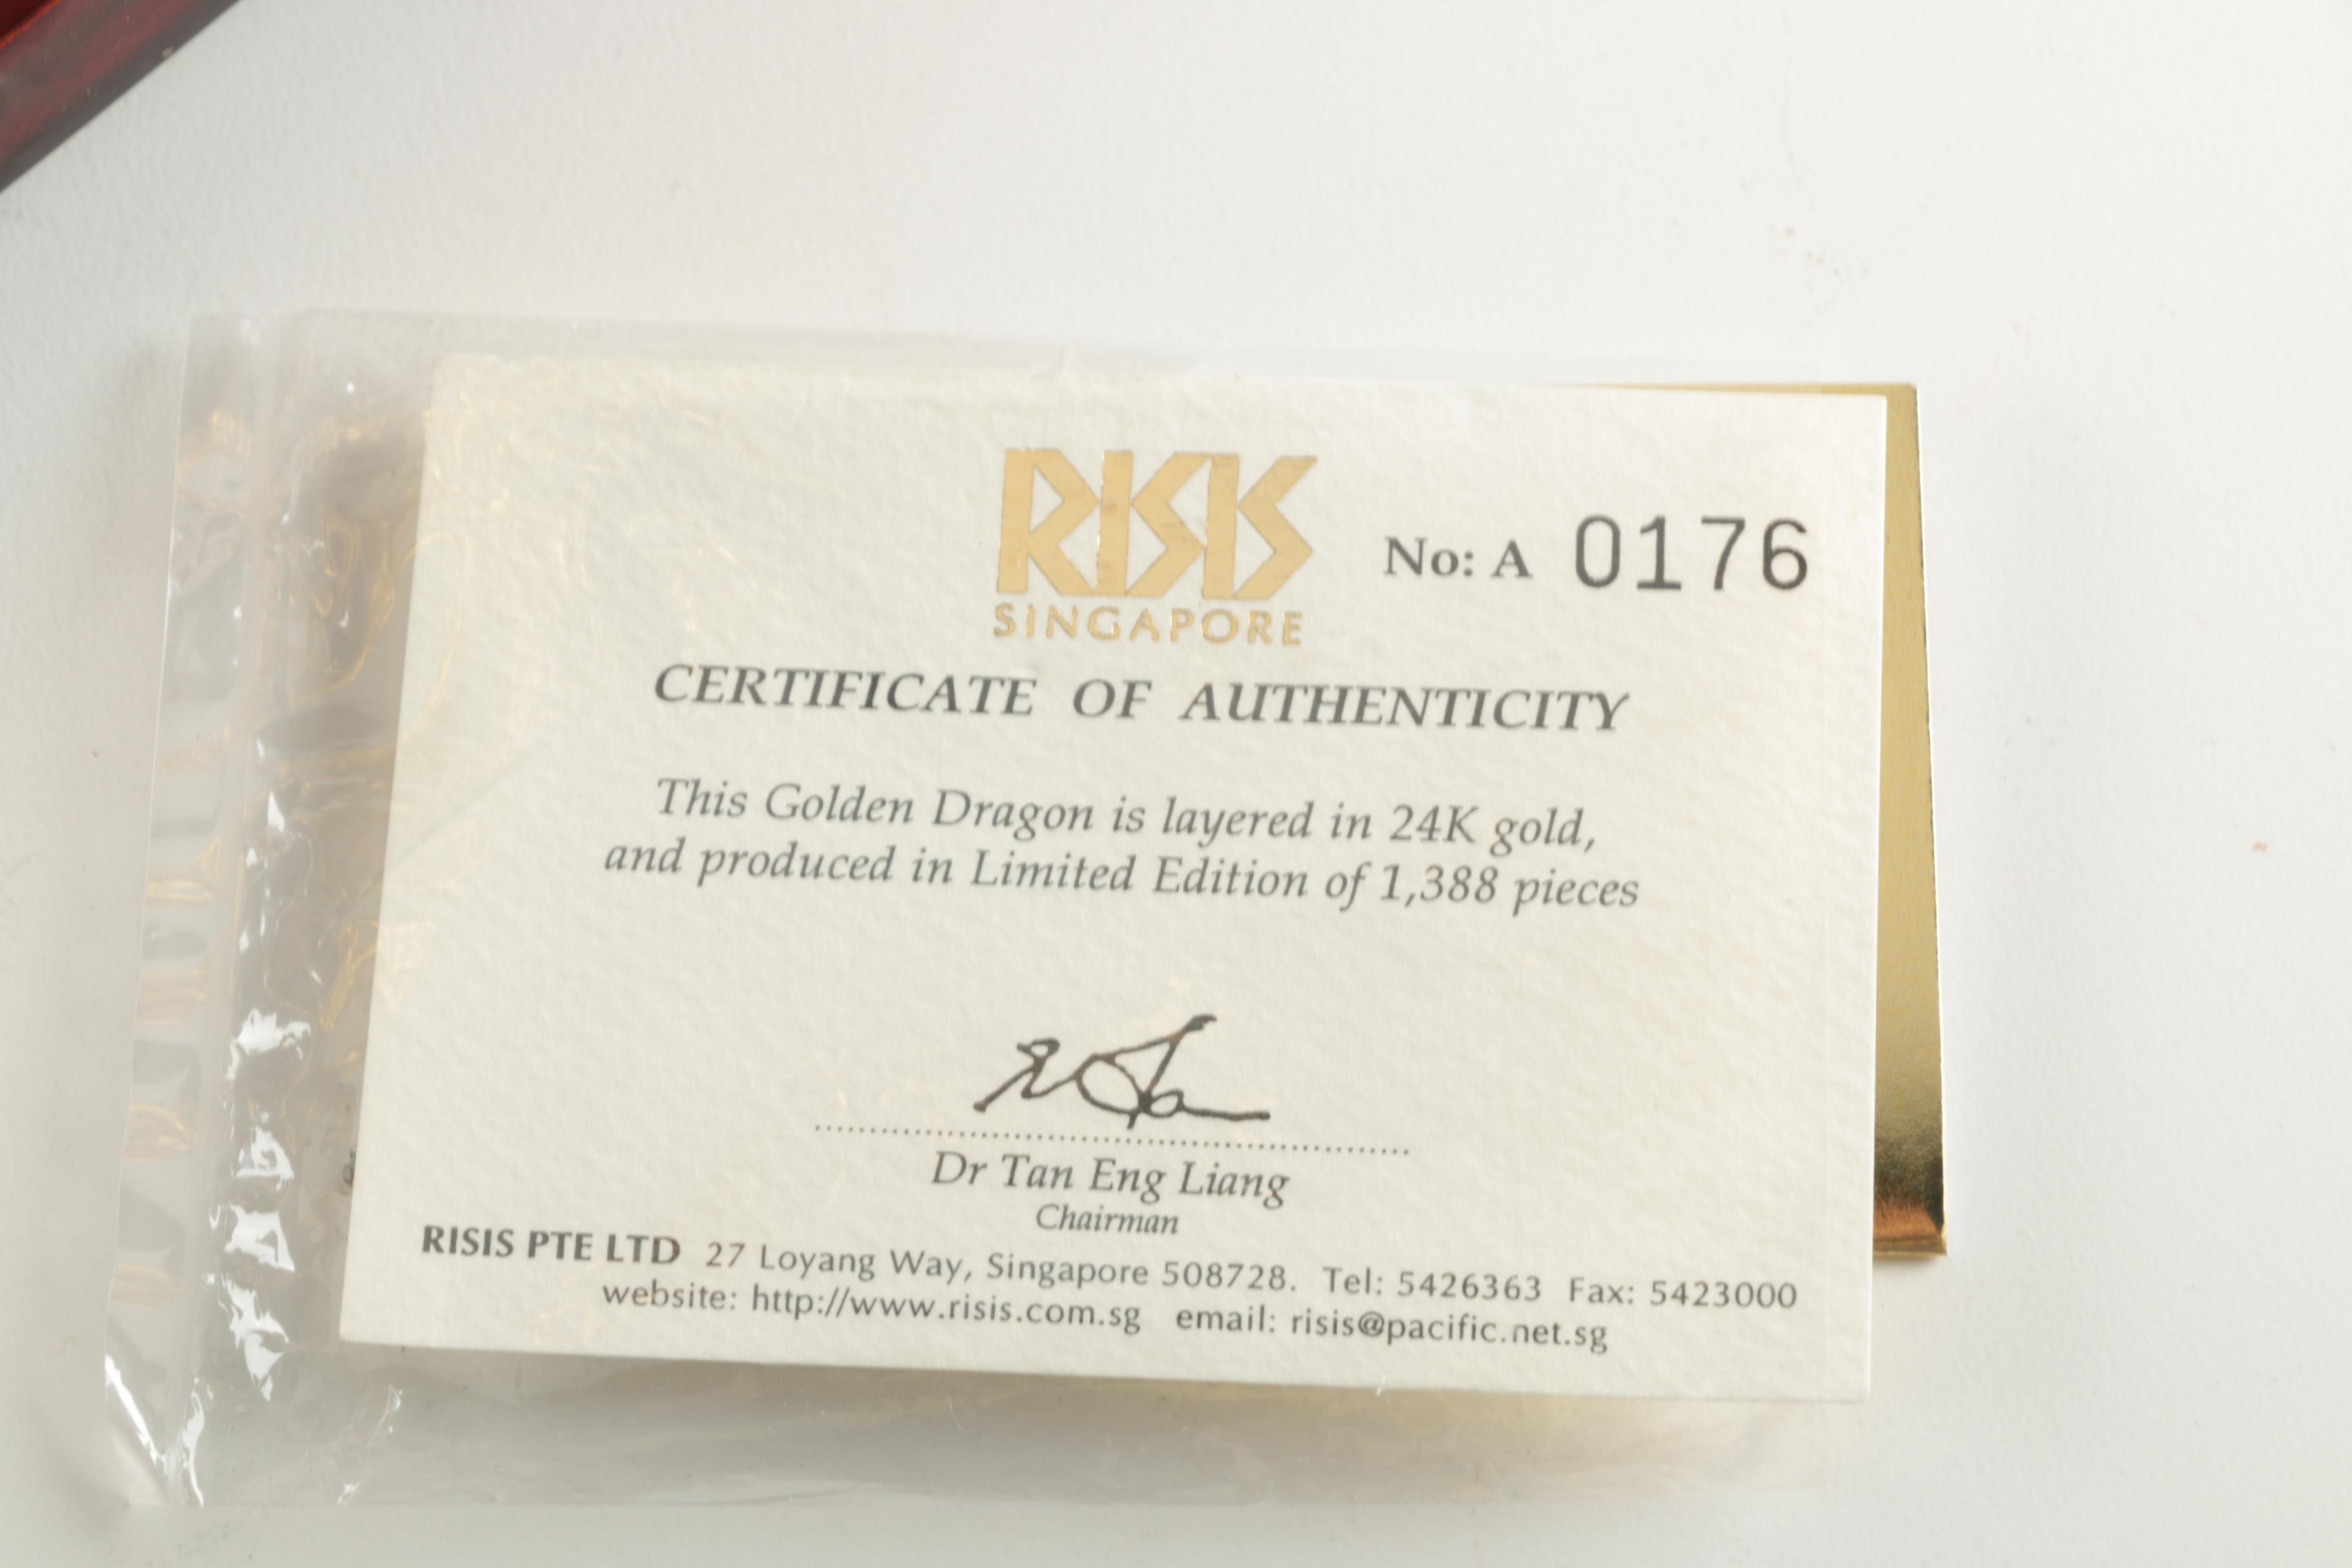 RISIS
SINGAPORE
No: A 0176
CERTIFICATE OF AUTHENTICITY
This Golden Dragon is layered in 24K gold,
and produced in Limited Edition of 1,388 pieces
Dr Tan Eng Liang
Chairman
RISIS PTE LTD 27 Loyang Way, Singapore 508728. Tel: 5426363 Fax: 5423000
website: http://www.risis.com.sg email: risis@pacific.net.sg